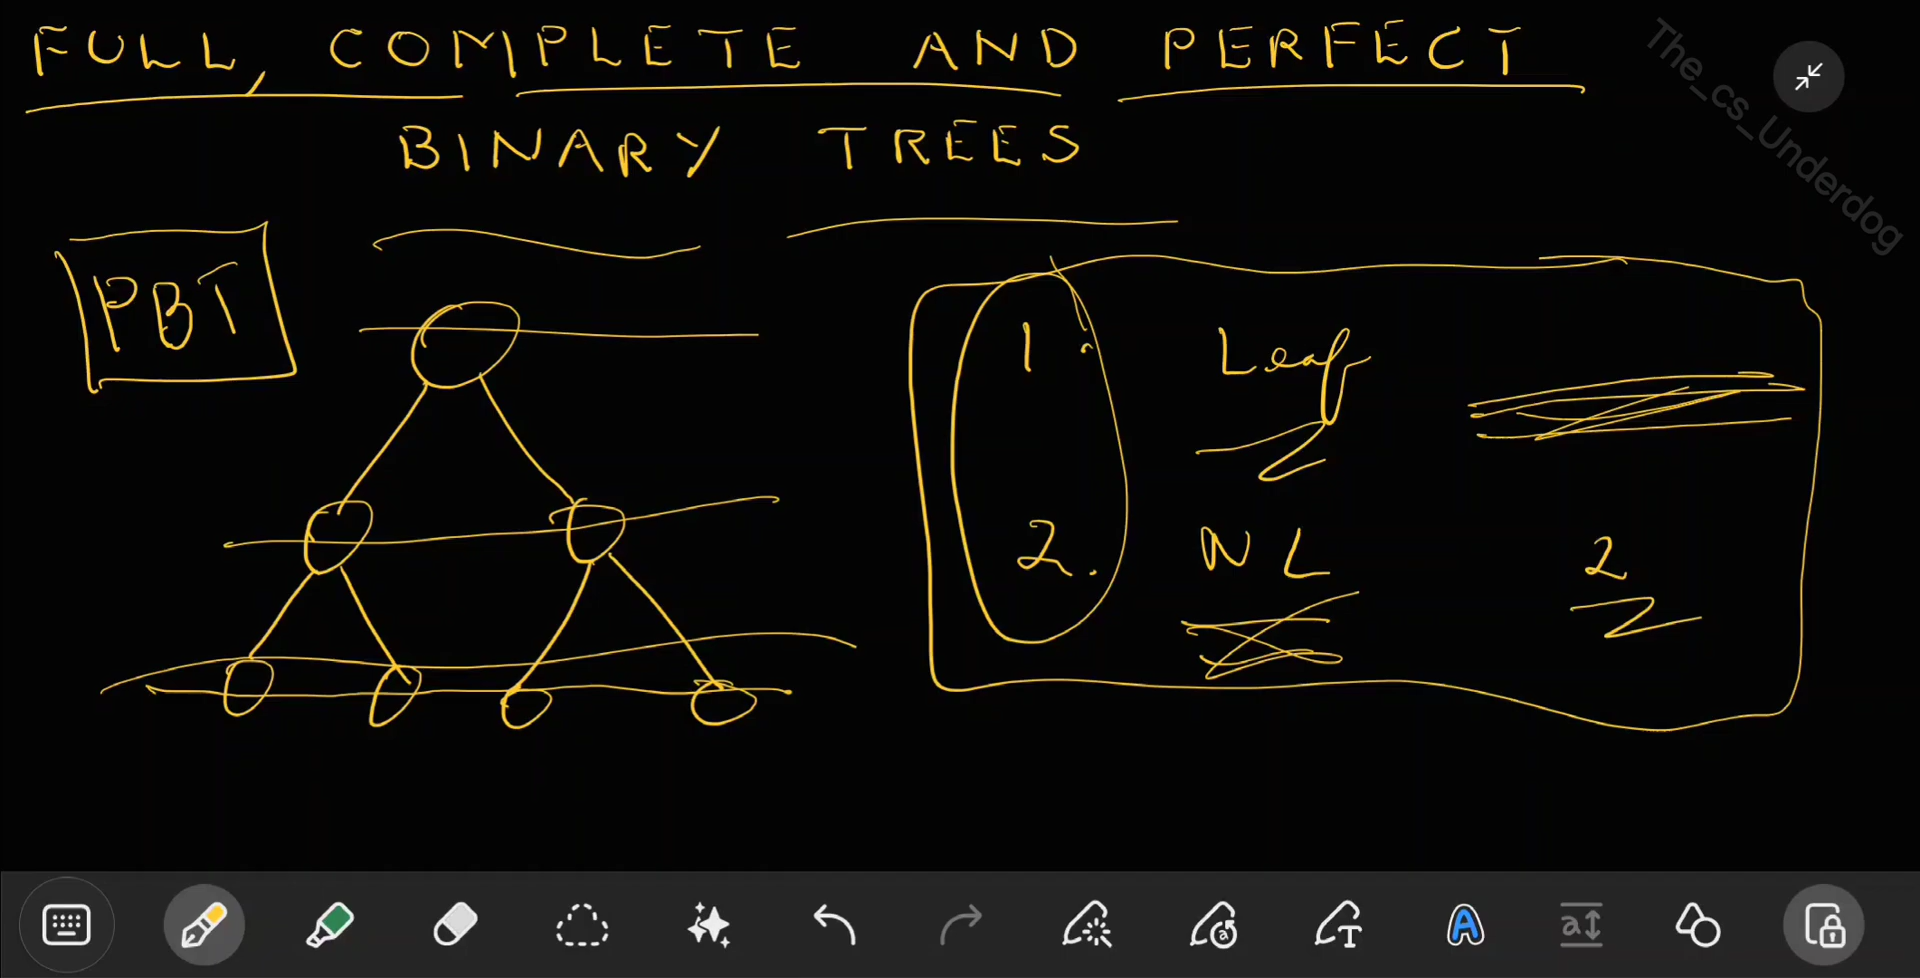 FULL, COMPLETE AND PERFECT
BINARY TREES
The_cs_Underdog
PBT
1. Leaf
2. NL 2